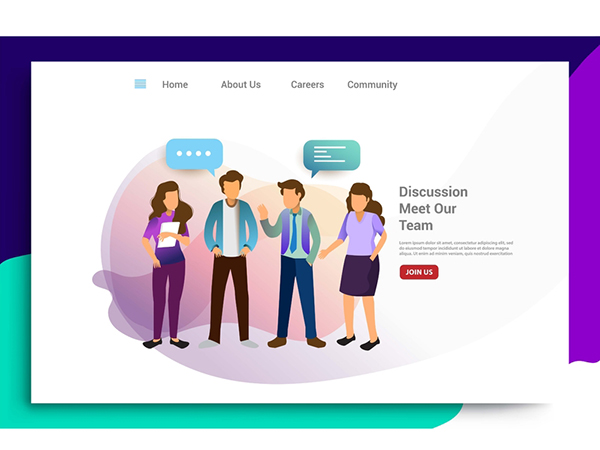 Home About Us Careers Community
Discussion
Meet Our
Team
Lorem ipsum dolor sit amet, consectetur adipiscing elit, sed do
eiusmod tempor incididunt ut labore et dolore magna
aliqua. Ut enim ad minim veniam, quis nostrud exercitation
JOIN US